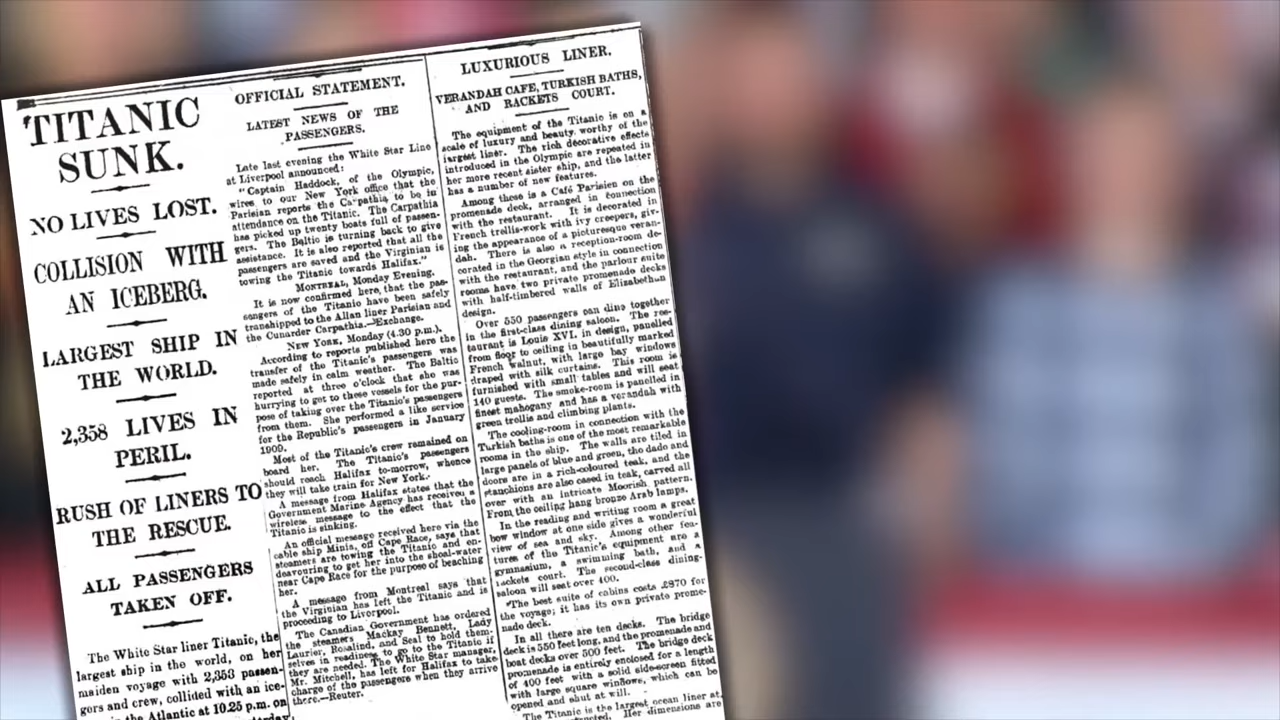 TITANIC
SUNK.
NO LIVES LOST.
COLLISION WITH
AN ICEBERG.
LARGEST SHIP IN
THE WORLD.
2,358 LIVES IN
PERIL.
RUSH OF LINERS TO
THE RESCUE.
ALL PASSENGERS
TAKEN OFF.
The White Star liner Titanic, the
largest ship in the world, on her
maiden voyage with 2,358 passen-
gers and crew, collided with an ice-
in the Atlantic at 10.25 p.m. on
OFFICIAL STATEMENT.
LATEST NEWS OF THE
PASSENGERS.
Late last evening the White Star Line
at Liverpool announced:
"Captain Haddock, of the Olympic,
wires to our New York office that the
Parisian reports the Carpathia to be in
attendance on the Titanic. The Carpathia
has picked up twenty boats full of passen-
gers. The Baltic is turning back to give
assistance. It is also reported that all the
passengers are saved and the Virginian is
towing the Titanic towards Halifax."
MONTREAL, Monday Evening.
It is now confirmed here, that the pas-
sengers of the Titanic have been safely
transhipped to the Allan liner Parisian and
the Cunarder Carpathia.—Exchange.
NEW YORK, Monday (4.30 p.m.).
According to reports published here the
transfer of the Titanic's passengers was
made safely in calm weather. The Baltic
reported at three o'clock that she was
hurrying to get to these vessels for the pur-
pose of taking over the Titanic's passengers
from them. She performed a like service
for the Republic's passengers in January
1909.
Most of the Titanic's crew remained on
board her. The Titanic's passengers
should reach Halifax to-morrow, whence
they will take train for New York.
A message from Halifax states that the
Government Marine Agency has received a
wireless message to the effect that the
Titanic is sinking.
An official message received here via the
cable ship Minia, off Cape Race, says that
steamers are towing the Titanic and en-
deavouring to get her into the shoal-water
near Cape Race for the purpose of beaching
her.
A message from Montreal says that
the Virginian has left the Titanic and is
proceeding to Liverpool.
The Canadian Government has ordered
the steamers Mackay Bennett, Lady
Laurier, Rosalind, and Seal to hold them-
selves in readiness to go to the Titanic if
they are needed. The White Star manager,
Mr. Mitchell, has left for Halifax to take
charge of the passengers when they arrive
there.—Reuter.
LUXURIOUS LINER.
VERANDAH CAFE, TURKISH BATHS,
AND RACKETS COURT.
The equipment of the Titanic is on a
scale of luxury and beauty worthy of the
largest liner. The rich decorative effects
introduced in the Olympic are repeated in
her more recent sister ship, and the latter
has a number of new features.
Among these is a Café Parisien on the
promenade deck, arranged in connection
with the restaurant. It is decorated in
French trellis-work with ivy creepers, giv-
ing the appearance of a picturesque veran-
dah. There is also a reception-room de-
corated in the Georgian style in connection
with the restaurant, and the parlour suite
rooms have two private promenade decks
with half-timbered walls of Elizabethan
design.
Over 550 passengers can dine together
in the first-class dining saloon. The res-
taurant is Louis XVI. in design, panelled
from floor to ceiling in beautifully marked
French walnut, with large bay windows
draped with silk curtains. This room is
furnished with small tables and will seat
140 guests. The smoke-room is panelled in
finest mahogany and has a verandah with
green trellis and climbing plants.
The cooling-room in connection with the
Turkish baths is one of the most remarkable
rooms in the ship. The walls are tiled in
large panels of blue and green, the dado and
doors are in a rich-coloured teak, and the
stanchions are also cased in teak, carved all
over with an intricate Moorish pattern.
From the ceiling hang bronze Arab lamps.
In the reading and writing room a great
bow window at one side gives a wonderful
view of sea and sky. Among other fea-
tures of the Titanic's equipment are a
gymnasium, a swimming bath, and a
rackets court. The second-class dining-
saloon will seat over 400.
The best suite of cabins costs £870 for
the voyage; it has its own private prome-
nade deck.
In all there are ten decks. The bridge
deck is 550 feet long, and the promenade and
boat decks over 500 feet. The bridge deck
promenade is entirely enclosed for a length
of 400 feet with a solid side-screen fitted
with large square windows, which can be
opened and shut at will.
The Titanic is the largest ocean liner at
Her dimensions are